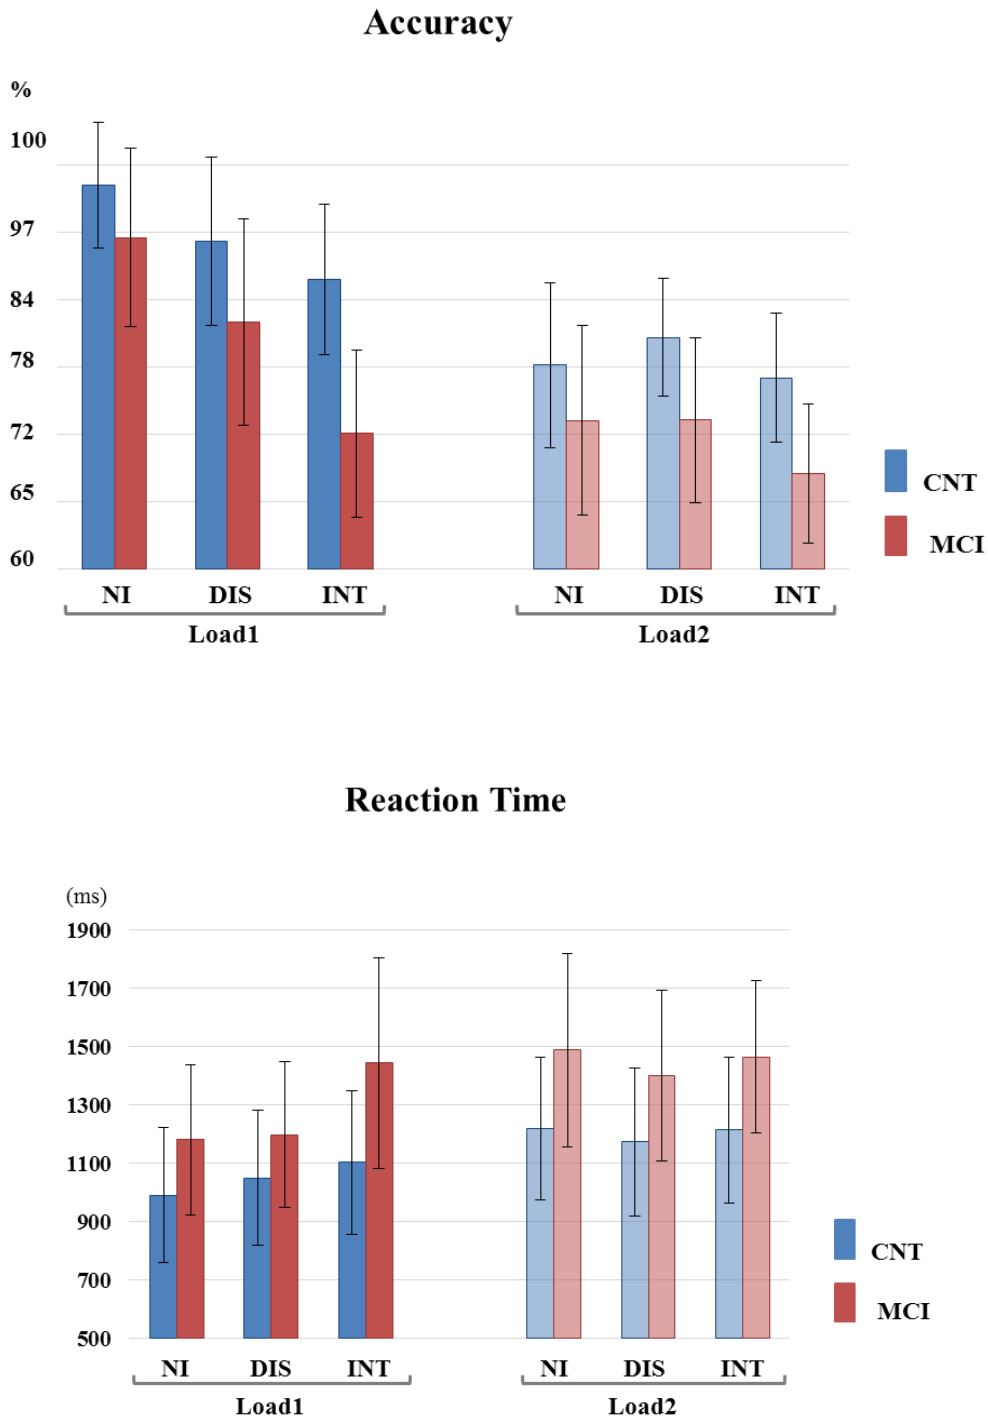 Accuracy
%
100
97
84
78
72
65
60
CNT
MCI
NI DIS INT NI DIS INT
Load1 Load2
Reaction Time
(ms)
1900
1700
1500
1300
1100
900
700
500
CNT
MCI
NI DIS INT NI DIS INT
Load1 Load2